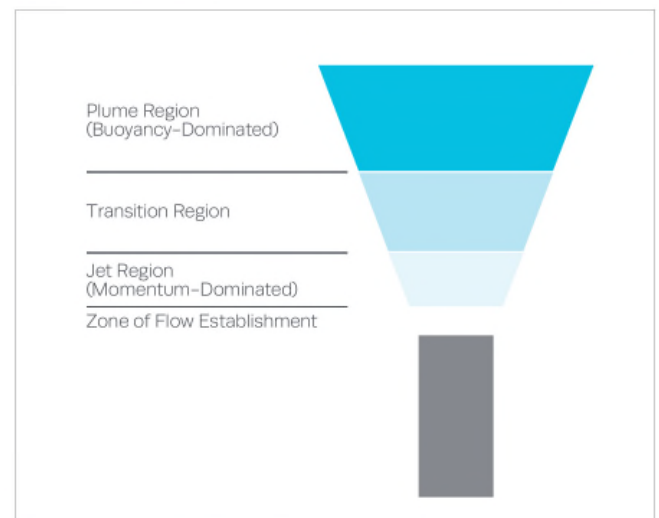 Plume Region
(Buoyancy-Dominated)
Transition Region
Jet Region
(Momentum-Dominated)
Zone of Flow Establishment